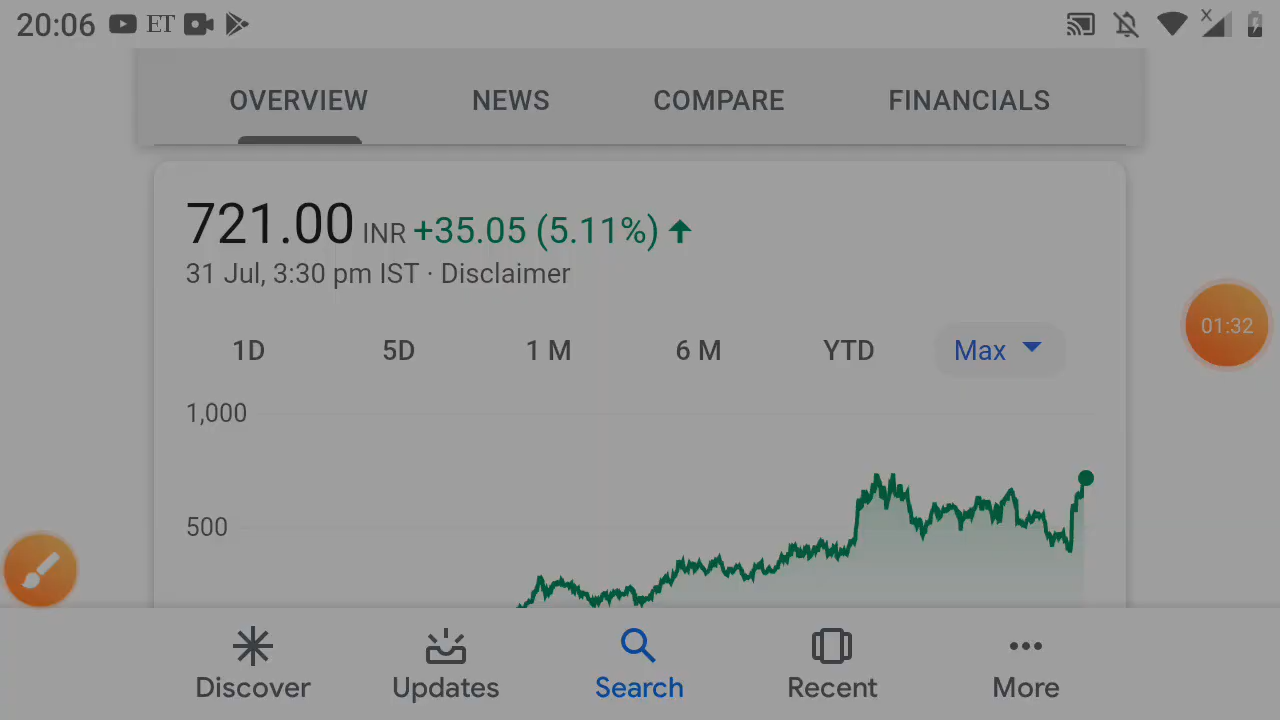 20:06 ET X
OVERVIEW NEWS COMPARE FINANCIALS
721.00 INR +35.05 (5.11%)
31 Jul, 3:30 pm IST · Disclaimer
01:32
1D 5D 1 M 6 M YTD Max
1,000
500
Discover Updates Search Recent More